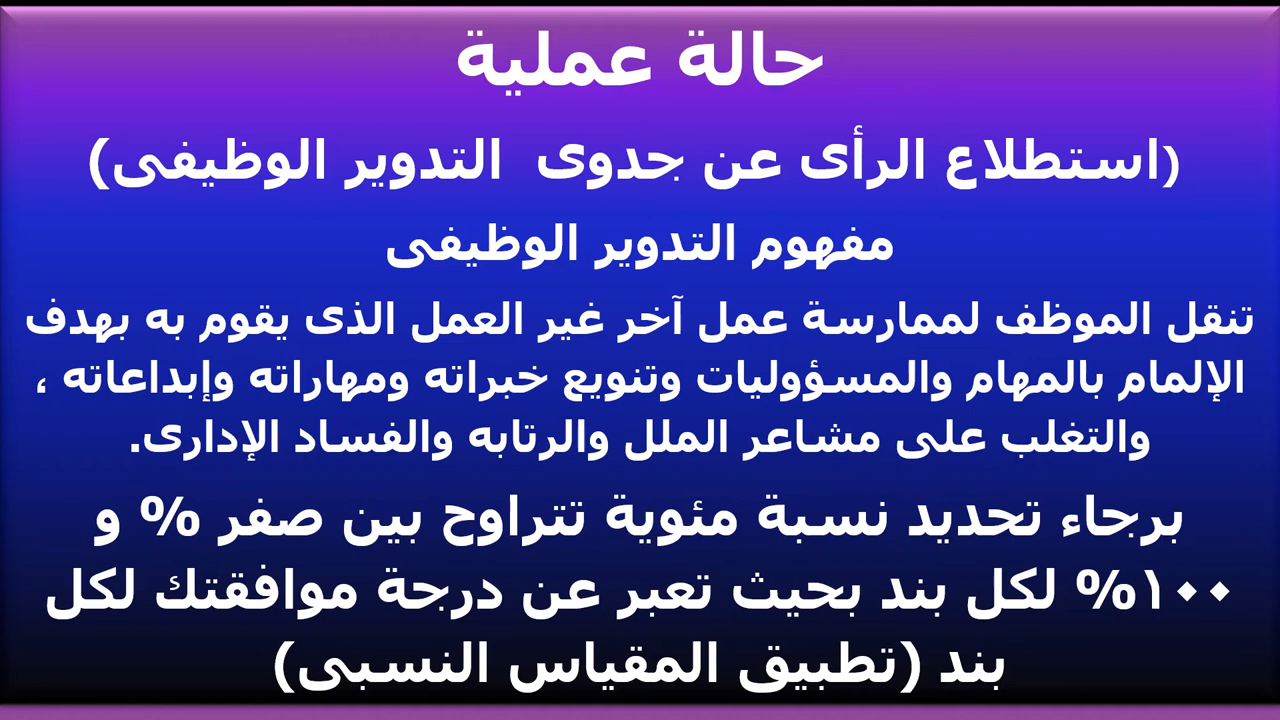 حالة عملية
(استطلاع الرأى عن جدوى التدوير الوظيفى)
مفهوم التدوير الوظيفى
تنقل الموظف لممارسة عمل آخر غير العمل الذى يقوم به بهدف
الإلمام بالمهام والمسؤوليات وتنويع خبراته ومهاراته وإبداعاته ،
والتغلب على مشاعر الملل والرتابه والفساد الإدارى.
برجاء تحديد نسبة مئوية تتراوح بين صفر % و
١٠٠% لكل بند بحيث تعبر عن درجة موافقتك لكل
بند (تطبيق المقياس النسبى)